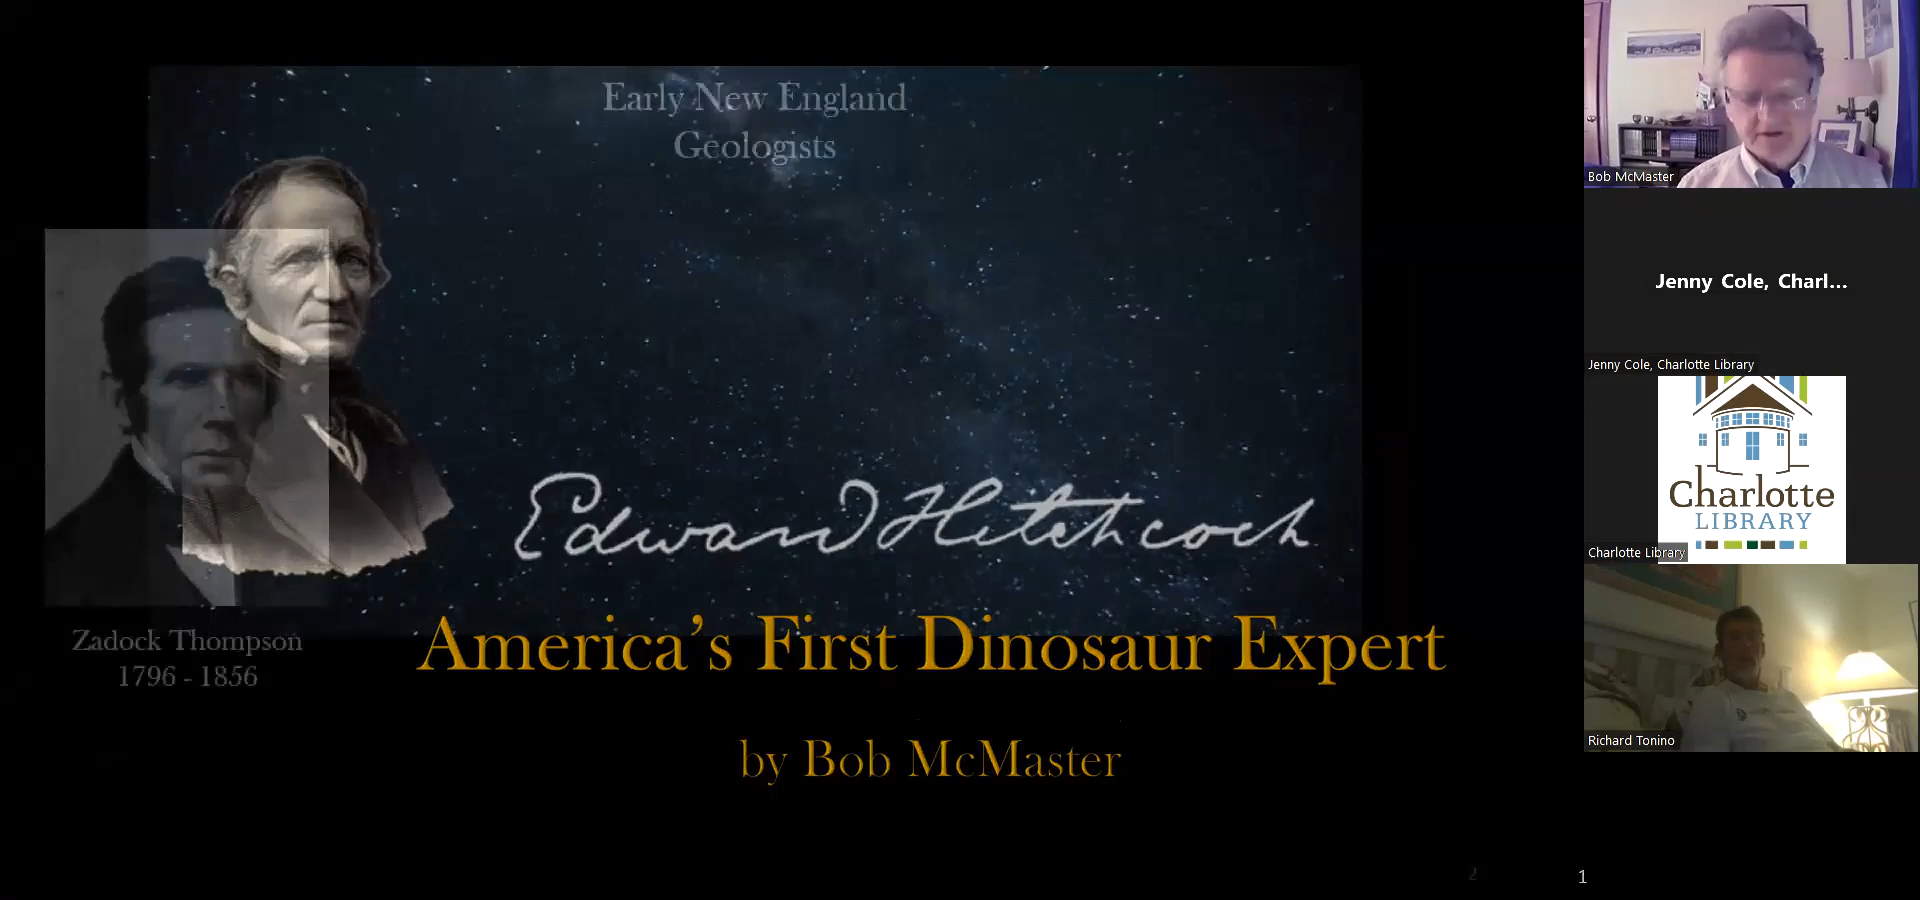 Early New England
Geologists
Edward Hitchcock
Zadock Thompson
1796 - 1856
America's First Dinosaur Expert
by Bob McMaster
2
1
Bob McMaster
Jenny Cole, Charl...
Jenny Cole, Charlotte Library
Charlotte
LIBRARY
Charlotte Library
Richard Tonino